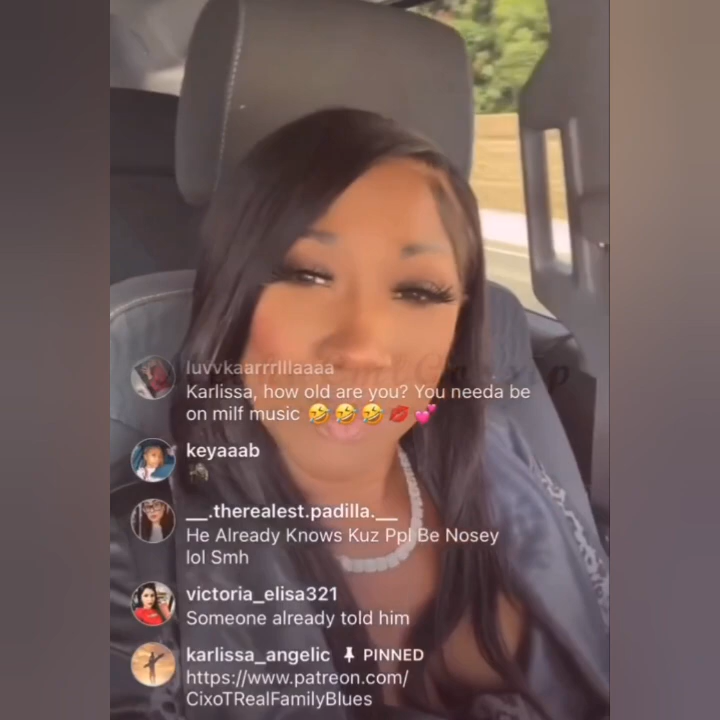 luvvkaarrrlllaaaa
Karlissa, how old are you? You needa be
on milf music 🤣🤣🤣💋💕
keyaaab
__.therealest.padilla.__
He Already Knows Kuz Ppl Be Nosey
lol Smh
victoria_elisa321
Someone already told him
karlissa_angelic PINNED
https://www.patreon.com/
CixoTRealFamilyBlues